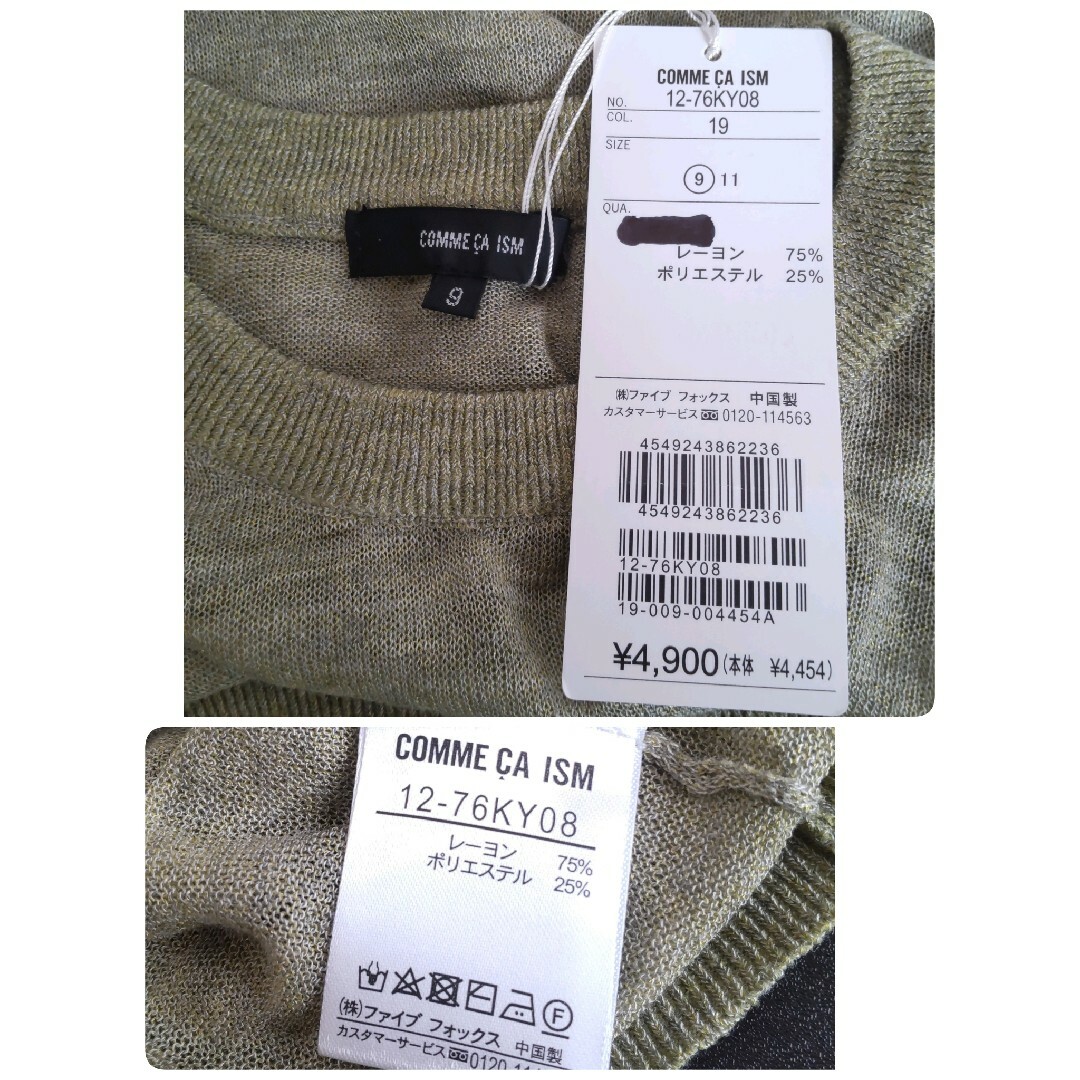 COMME ÇA ISM
9
COMME ÇA ISM
NO. 12-76KY08
COL. 19
SIZE
9 11
QUA.
レーヨン 75%
ポリエステル 25%
㈱ファイブ フォックス 中国製
カスタマーサービス 0120-114563
4549243862236
4549243862236
12-76KY08
19-009-004454A
¥4,900(本体 ¥4,454)
COMME ÇA ISM
12-76KY08
レーヨン 75%
ポリエステル 25%
F
㈱ファイブ フォックス 中国製
カスタマーサービス 0120-11